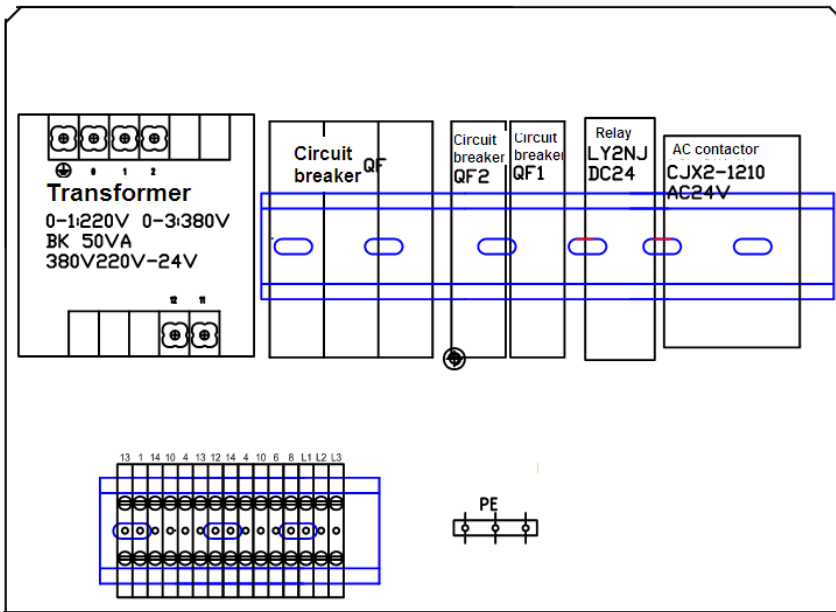 0 1 2
Transformer
0-1:220V 0-3:380V
BK 50VA
380V220V-24V
12 11
Circuit
breaker
QF
Circuit
breaker
QF2
Circuit
breaker
QF1
Relay
LY2NJ
DC24
AC contactor
CJX2-1210
AC24V
13 1 14 10 4 13 12 14 4 10 6 8 L1 L2 L3
PE